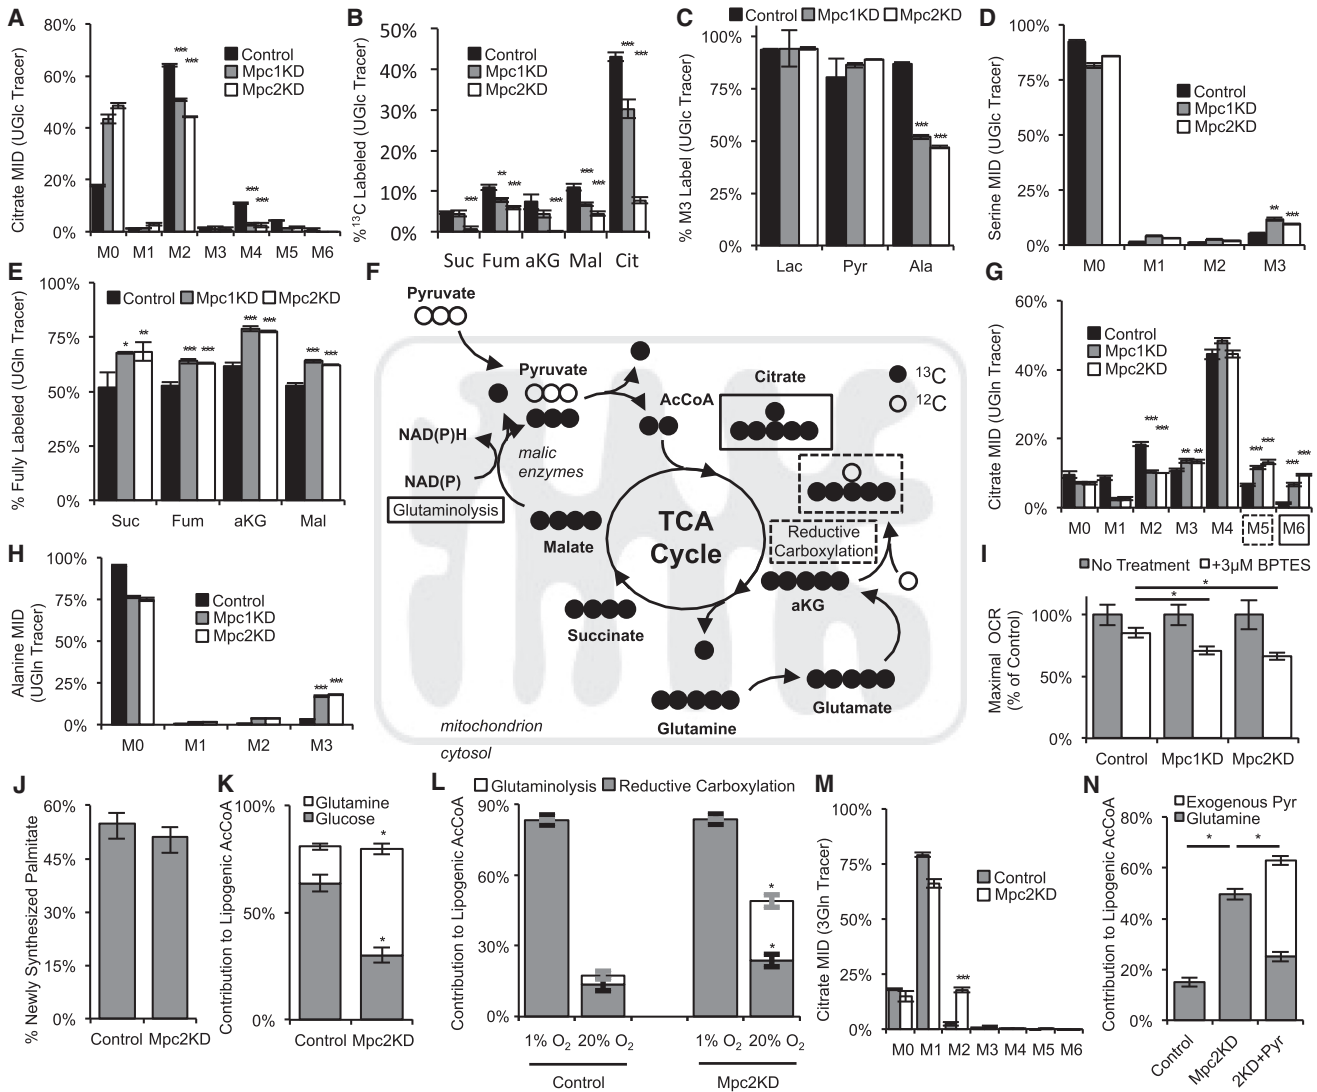 A
Citrate MID (UGlc Tracer)
80%
60%
40%
20%
0%
*** *** *** ***
Control
Mpc1KD
Mpc2KD
M0 M1 M2 M3 M4 M5 M6
B
% ¹³C Labeled (UGlc Tracer)
50%
40%
30%
20%
10%
0%
*** ** *** *** *** *** *** ***
Control
Mpc1KD
Mpc2KD
Suc Fum aKG Mal Cit
C
Control Mpc1KD Mpc2KD
% M3 Label (UGlc Tracer)
100%
75%
50%
25%
0%
*** ***
Lac Pyr Ala
D
Serine MID (UGlc Tracer)
100%
75%
50%
25%
0%
Control
Mpc1KD
Mpc2KD
** ***
M0 M1 M2 M3
E
% Fully Labeled (UGln Tracer)
100%
75%
50%
25%
0%
Control Mpc1KD Mpc2KD
* ** *** *** *** *** *** ***
Suc Fum aKG Mal
F
Pyruvate
Pyruvate
AcCoA
Citrate
¹³C
¹²C
NAD(P)H
malic
enzymes
NAD(P)
Glutaminolysis
Malate
TCA
Cycle
Reductive
Carboxylation
aKG
Succinate
Glutamine
Glutamate
mitochondrion
cytosol
G
Citrate MID (UGln Tracer)
60%
40%
20%
0%
Control
Mpc1KD
Mpc2KD
*** *** ** ** *** *** *** ***
M0 M1 M2 M3 M4 M5 M6
H
Alanine MID
(UGln Tracer)
100%
75%
50%
25%
0%
Control
Mpc1KD
Mpc2KD
*** ***
M0 M1 M2 M3
I
No Treatment +3µM BPTES
Maximal OCR
(% of Control)
100%
50%
0%
* *
Control Mpc1KD Mpc2KD
J
% Newly Synthesized Palmitate
60%
45%
30%
15%
0%
Control Mpc2KD
K
Contribution to Lipogenic AcCoA
100%
50%
0%
Glutamine
Glucose
*
*
Control Mpc2KD
L
Glutaminolysis Reductive Carboxylation
Contribution to Lipogenic AcCoA
90%
60%
30%
0%
*
*
1% O₂ 20% O₂ 1% O₂ 20% O₂
Control Mpc2KD
M
Citrate MID (3Gln Tracer)
100%
75%
50%
25%
0%
Control
Mpc2KD
***
M0 M1 M2 M3 M4 M5 M6
N
Exogenous Pyr
Glutamine
Contribution to Lipogenic AcCoA
80%
60%
40%
20%
0%
* *
Control Mpc2KD 2KD+Pyr